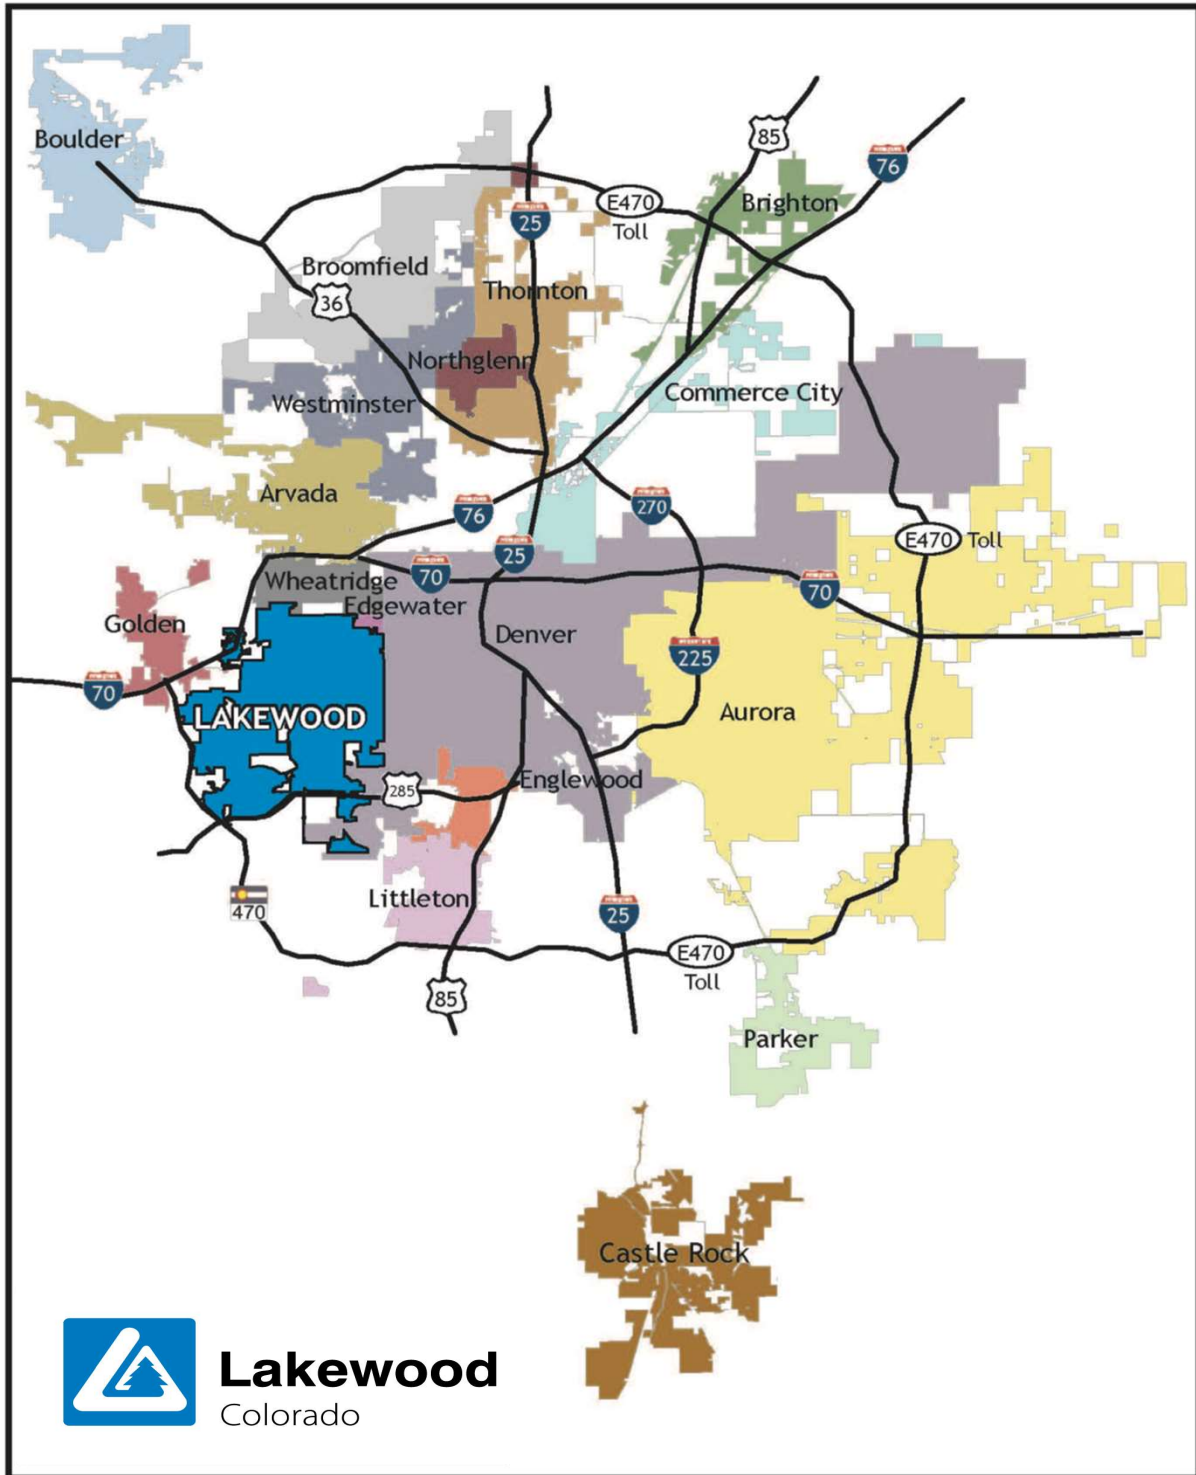 Boulder
85
76
E470
Toll
Brighton
25
Broomfield
36
Thornton
Northglenn
Commerce City
Westminster
Arvada
76
270
E470 Toll
25
70
Wheatridge
70
Edgewater
Golden
Denver
225
70
LAKEWOOD
Aurora
285
Englewood
Littleton
470
25
E470
Toll
85
Parker
Castle Rock
Lakewood
Colorado